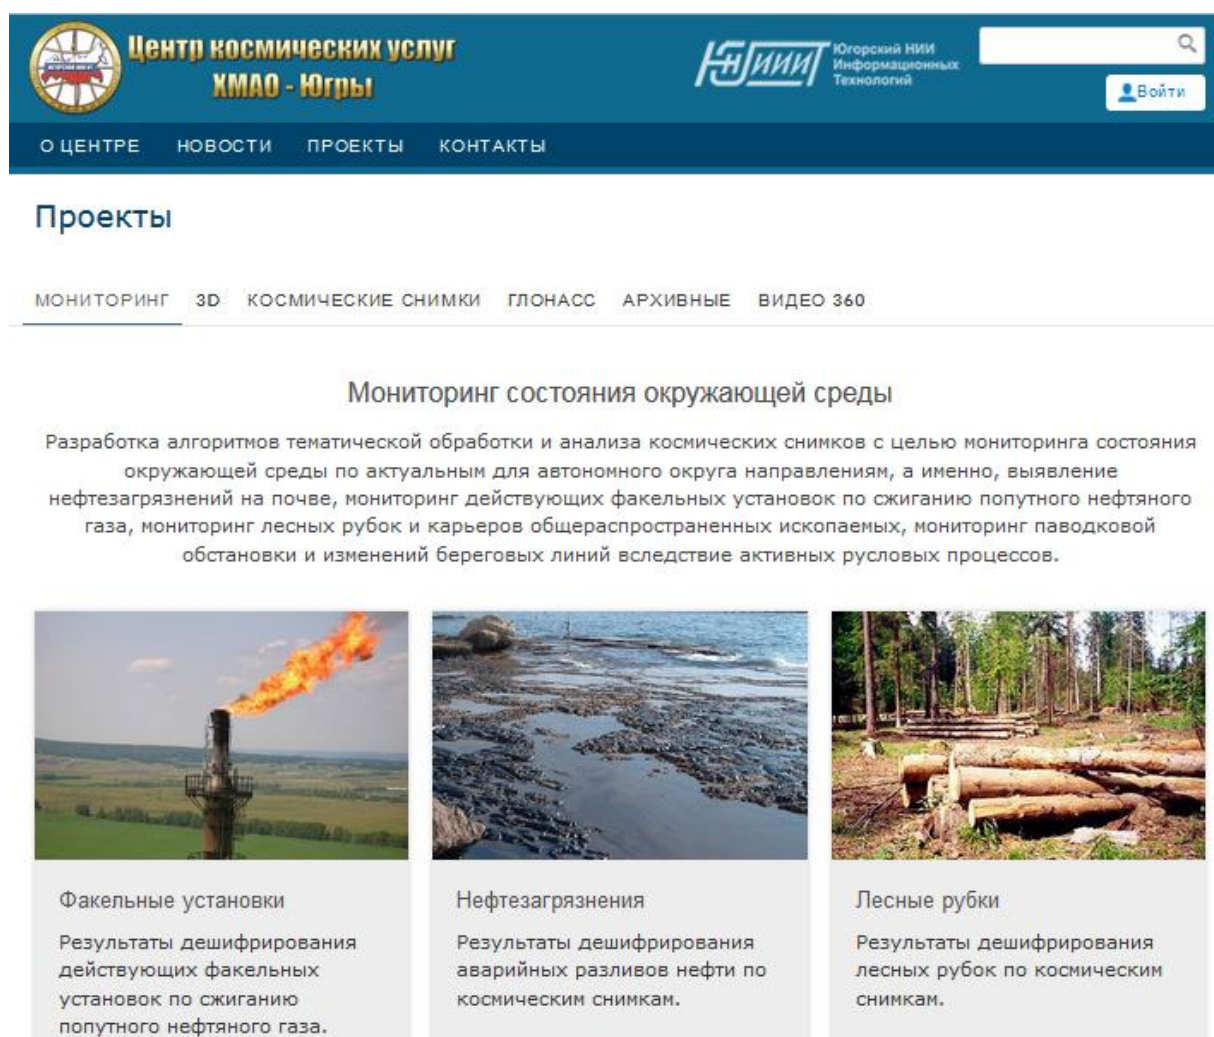 Центр космических услуг
ХМАО - Югры
ЮНИИИТ
Югорский НИИ
Информационных
Технологий
Войти
О ЦЕНТРЕ НОВОСТИ ПРОЕКТЫ КОНТАКТЫ
Проекты
МОНИТОРИНГ 3D КОСМИЧЕСКИЕ СНИМКИ ГЛОНАСС АРХИВНЫЕ ВИДЕО 360
Мониторинг состояния окружающей среды
Разработка алгоритмов тематической обработки и анализа космических снимков с целью мониторинга состояния
окружающей среды по актуальным для автономного округа направлениям, а именно, выявление
нефтезагрязнений на почве, мониторинг действующих факельных установок по сжиганию попутного нефтяного
газа, мониторинг лесных рубок и карьеров общераспространенных ископаемых, мониторинг паводковой
обстановки и изменений береговых линий вследствие активных русловых процессов.
Факельные установки
Результаты дешифрирования
действующих факельных
установок по сжиганию
попутного нефтяного газа.
Нефтезагрязнения
Результаты дешифрирования
аварийных разливов нефти по
космическим снимкам.
Лесные рубки
Результаты дешифрирования
лесных рубок по космическим
снимкам.